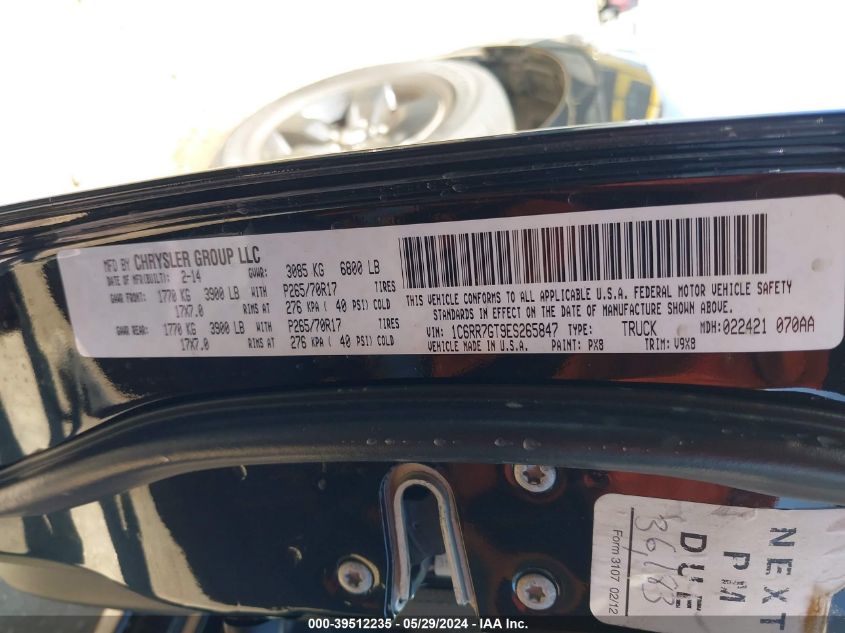 MFD BY CHRYSLER GROUP LLC
DATE OF MFR(BUILT): 2-14 GVWR: 3085 KG 6800 LB
GAWR FRONT: 1770 KG 3900 LB WITH P265/70R17 TIRES
17X7.0 RIMS AT 276 KPA ( 40 PSI) COLD
GAWR REAR: 1770 KG 3900 LB WITH P265/70R17 TIRES
17X7.0 RIMS AT 276 KPA ( 40 PSI) COLD
THIS VEHICLE CONFORMS TO ALL APPLICABLE U.S.A. FEDERAL MOTOR VEHICLE SAFETY
STANDARDS IN EFFECT ON THE DATE OF MANUFACTURE SHOWN ABOVE.
VIN: 1C6RR7GT9ES265847 TYPE: TRUCK MDH:022421 070AA
VEHICLE MADE IN U.S.A. PAINT: PX8 TRIM: V9X8
NEXT
PM
DUE
36,183
Form 3107 02/12
000-39512235 - 05/29/2024 - IAA Inc.